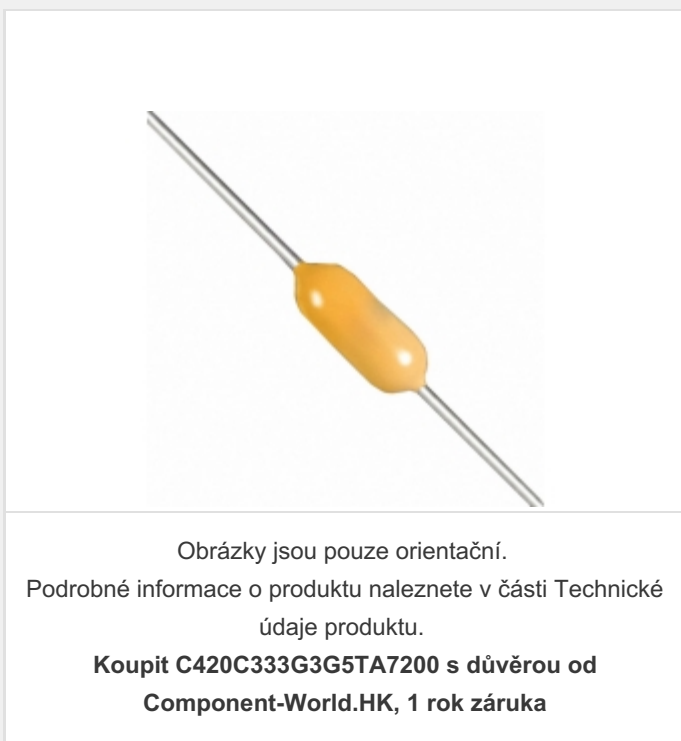 Obrázky jsou pouze orientační.
Podrobné informace o produktu naleznete v části Technické
údaje produktu.
Koupit C420C333G3G5TA7200 s důvěrou od
Component-World.HK, 1 rok záruka